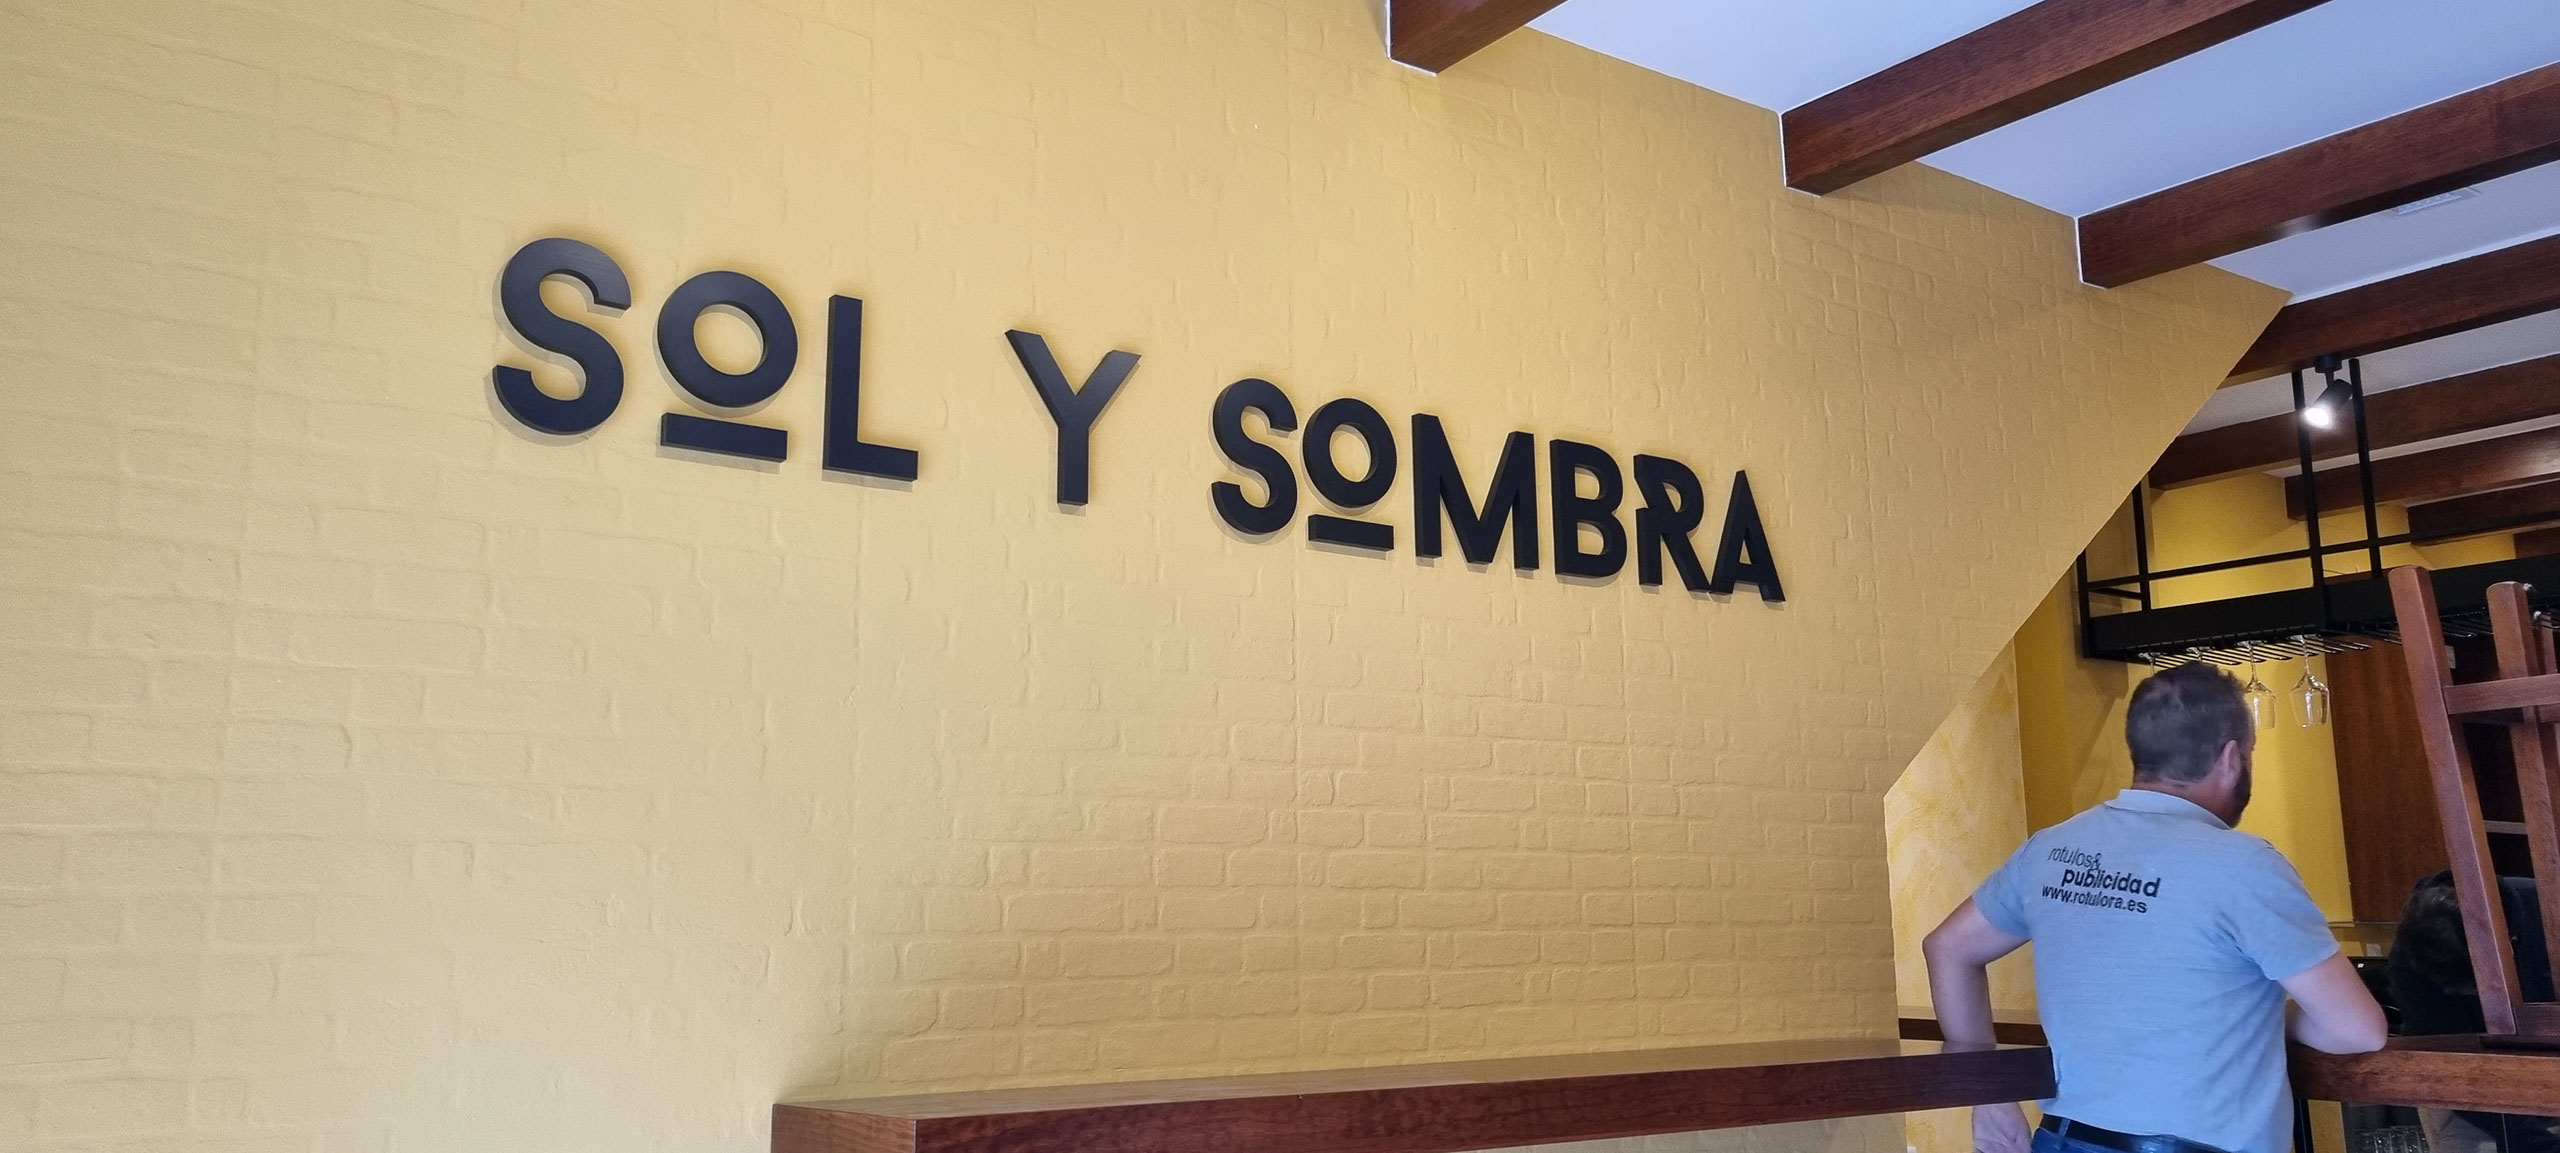 SOL Y SOMBRA
rotulos&
publicidad
www.rotulora.es